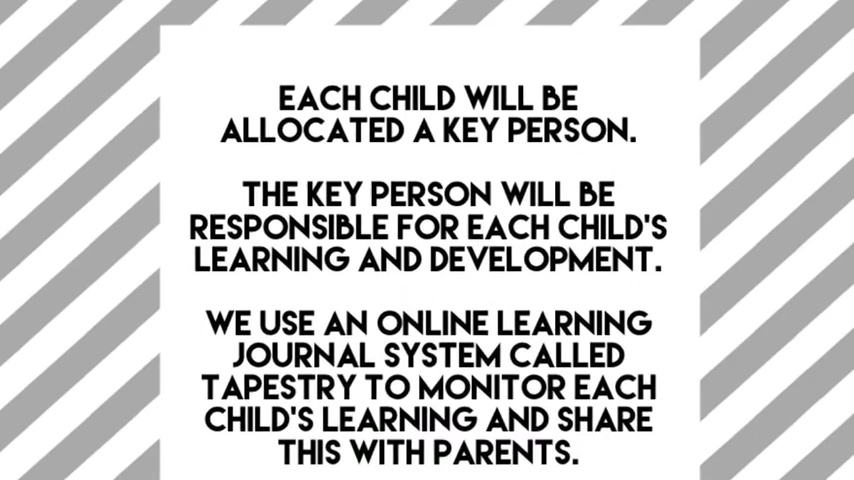 EACH CHILD WILL BE
ALLOCATED A KEY PERSON.
THE KEY PERSON WILL BE
RESPONSIBLE FOR EACH CHILD'S
LEARNING AND DEVELOPMENT.
WE USE AN ONLINE LEARNING
JOURNAL SYSTEM CALLED
TAPESTRY TO MONITOR EACH
CHILD'S LEARNING AND SHARE
THIS WITH PARENTS.